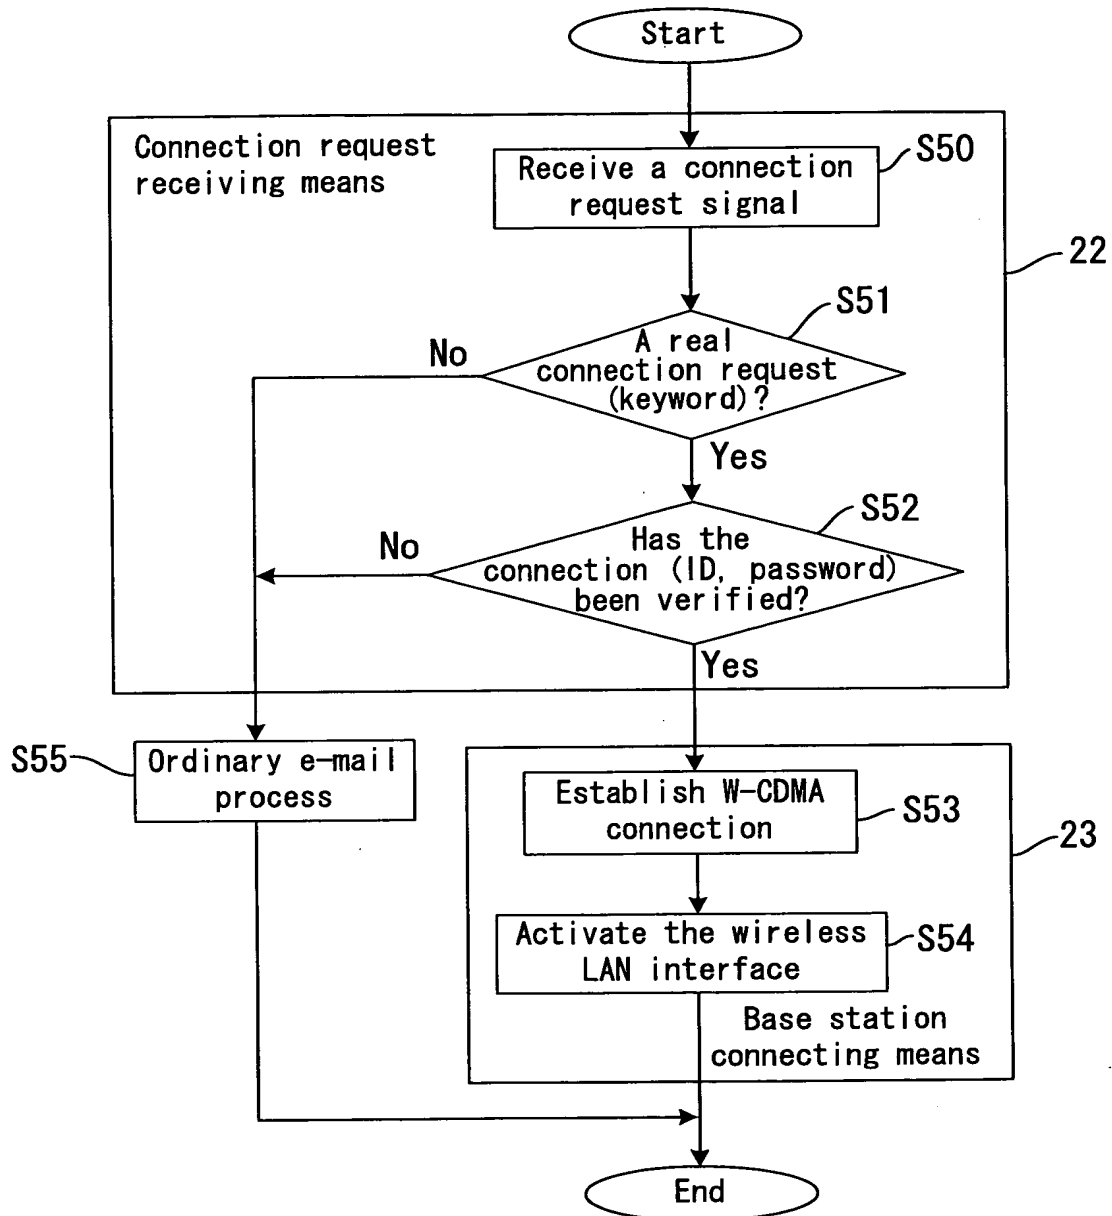 Start
Connection request
receiving means
Receive a connection
request signal
S50
22
S51
A real
connection request
(keyword)?
No
Yes
S52
Has the
connection (ID, password)
been verified?
No
Yes
S55
Ordinary e-mail
process
Establish W-CDMA
connection
S53
23
Activate the wireless
LAN interface
S54
Base station
connecting means
End